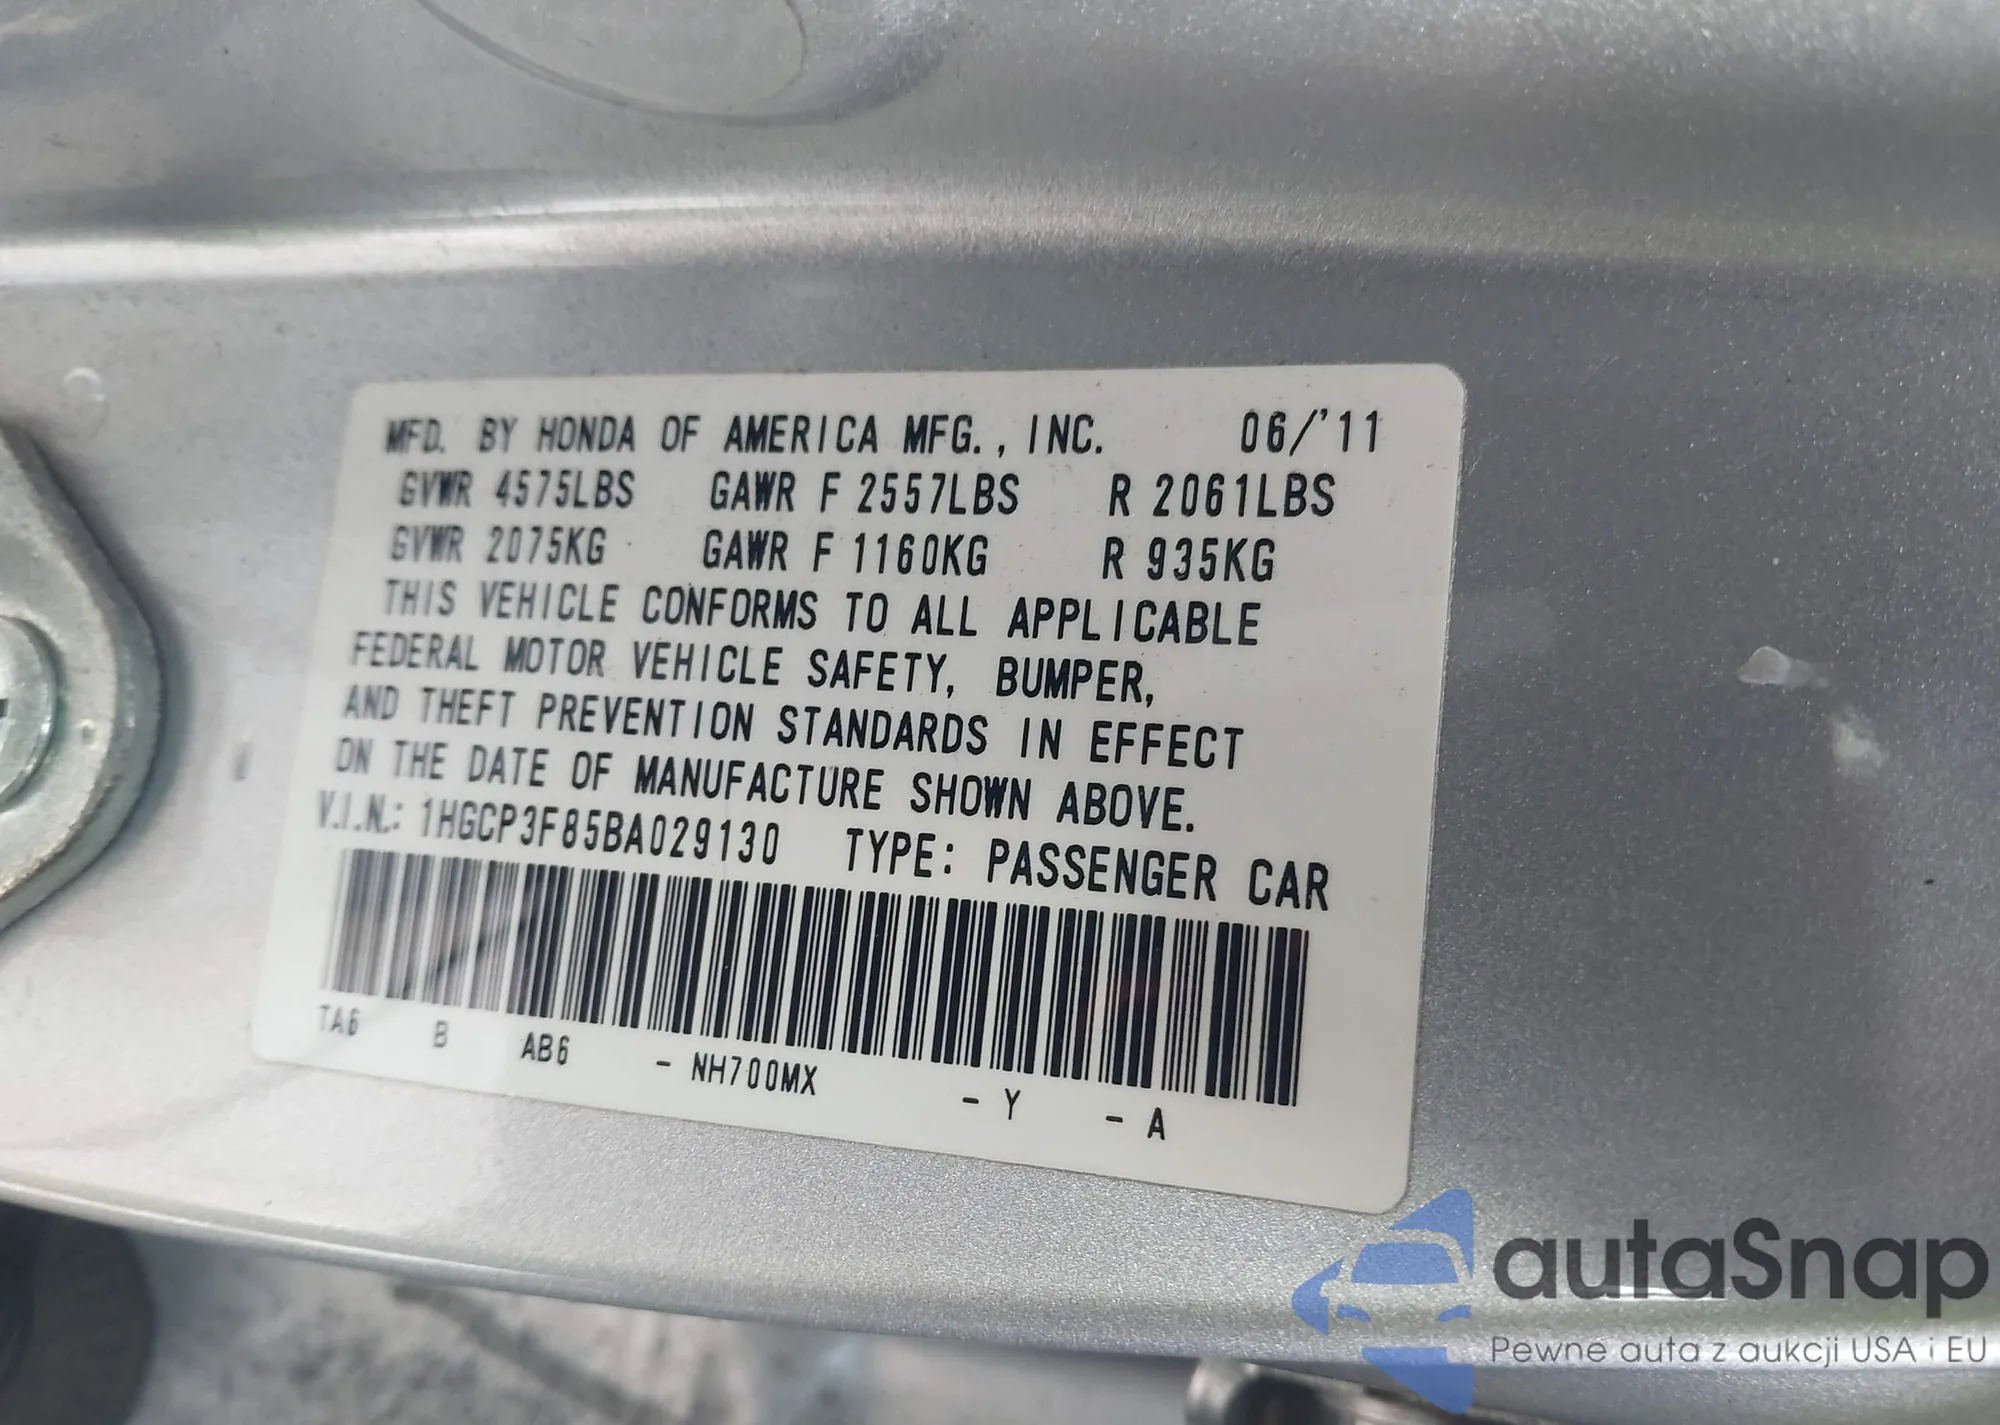 MFD. BY HONDA OF AMERICA MFG., INC. 06/'11
GVWR 4575LBS GAWR F 2557LBS R 2061LBS
GVWR 2075KG GAWR F 1160KG R 935KG
THIS VEHICLE CONFORMS TO ALL APPLICABLE
FEDERAL MOTOR VEHICLE SAFETY, BUMPER,
AND THEFT PREVENTION STANDARDS IN EFFECT
ON THE DATE OF MANUFACTURE SHOWN ABOVE.
V.I.N.: 1HGCP3F85BA029130 TYPE: PASSENGER CAR
TA6 B AB6 - NH700MX - Y - A
autaSnap
Pewne auta z aukcji USA i EU